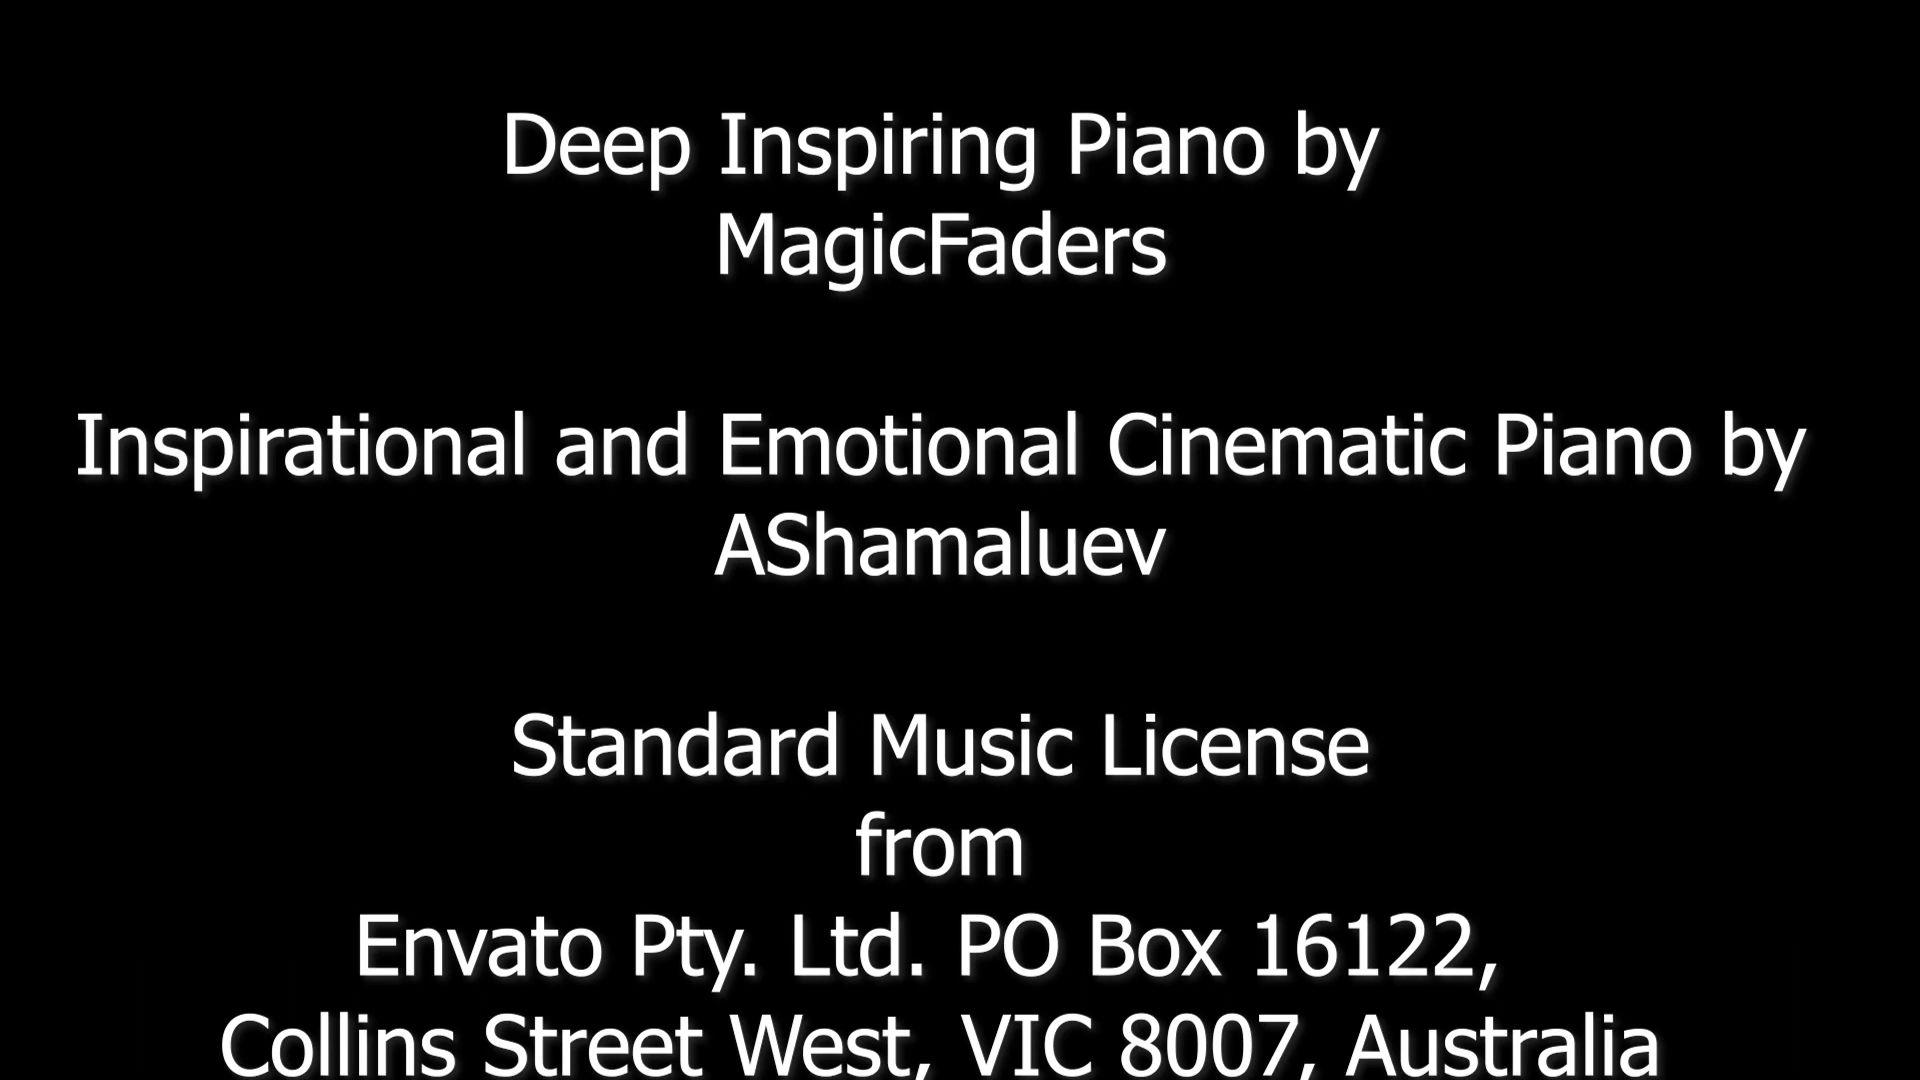 Deep Inspiring Piano by
MagicFaders
Inspirational and Emotional Cinematic Piano by
AShamaluev
Standard Music License
from
Envato Pty. Ltd. PO Box 16122,
Collins Street West, VIC 8007, Australia